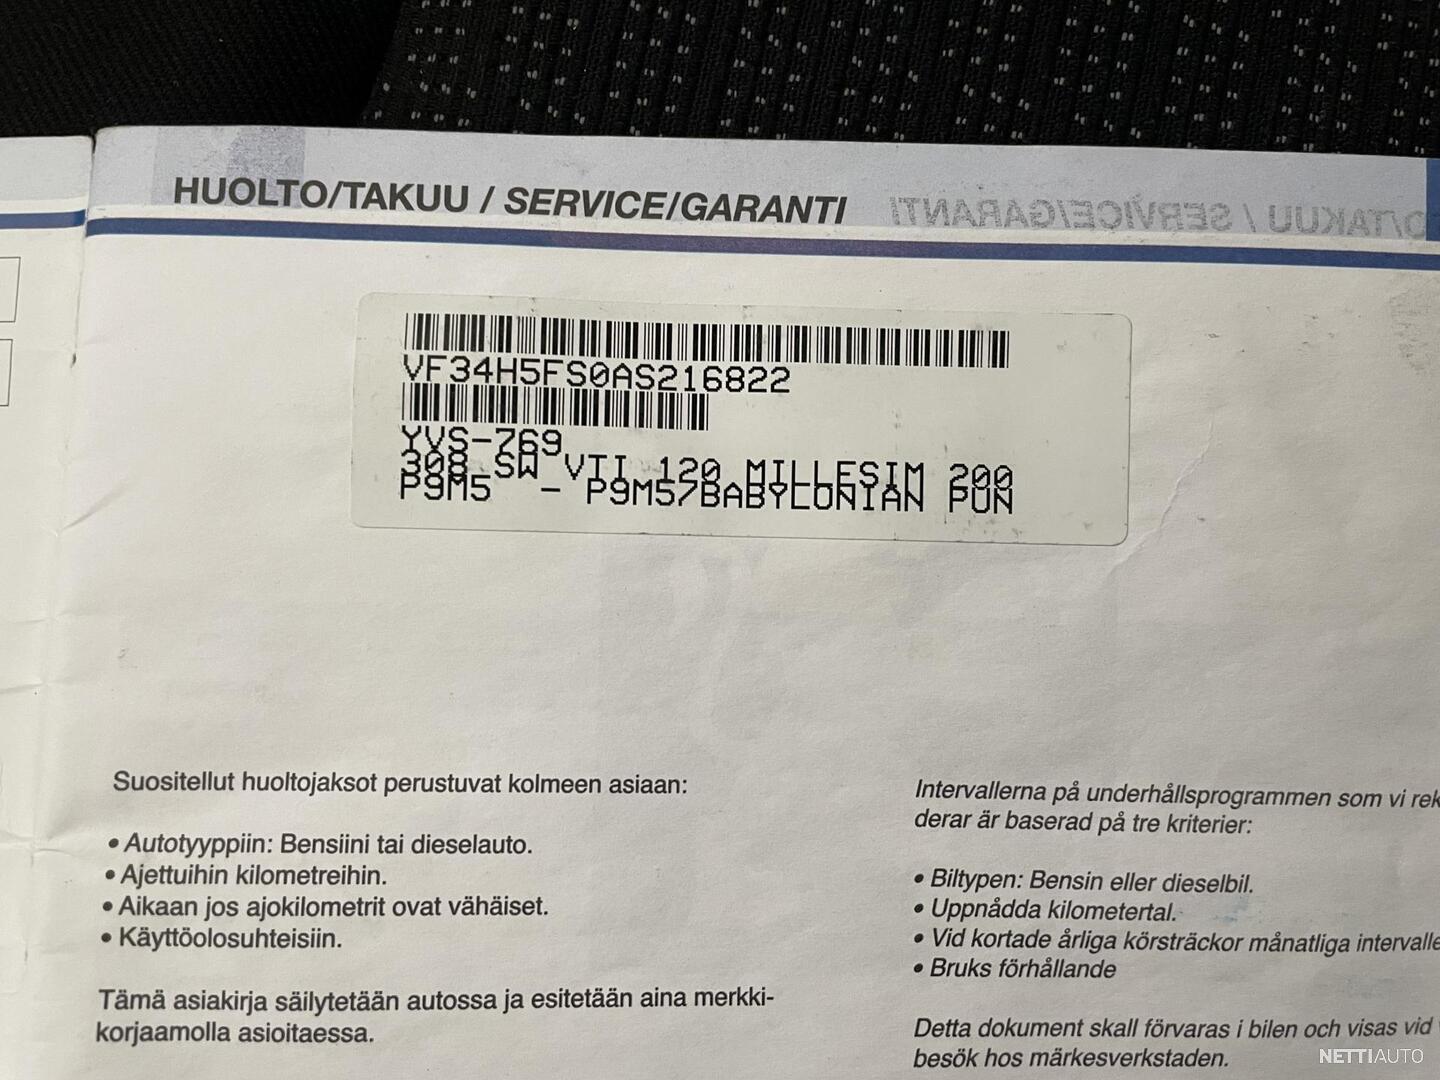 HUOLTO/TAKUU / SERVICE/GARANTI
VF34H5FS0AS216822
YVS-769
308 SW VTI 120 MILLESIM 200
P9M5 - P9M5/BABYLONIAN PUN
Suositellut huoltojaksot perustuvat kolmeen asiaan:
• Autotyyppiin: Bensiini tai dieselauto.
• Ajettuihin kilometreihin.
• Aikaan jos ajokilometrit ovat vähäiset.
• Käyttöolosuhteisiin.
Tämä asiakirja säilytetään autossa ja esitetään aina merkki-
korjaamolla asioitaessa.
Intervallerna på underhållsprogrammen som vi rek
derar är baserad på tre kriterier:
• Biltypen: Bensin eller dieselbil.
• Uppnådda kilometertal.
• Vid kortade årliga körsträckor månatliga intervalle
• Bruks förhållande
Detta dokument skall förvaras i bilen och visas vid
besök hos märkesverkstaden.
NETTIAUTO